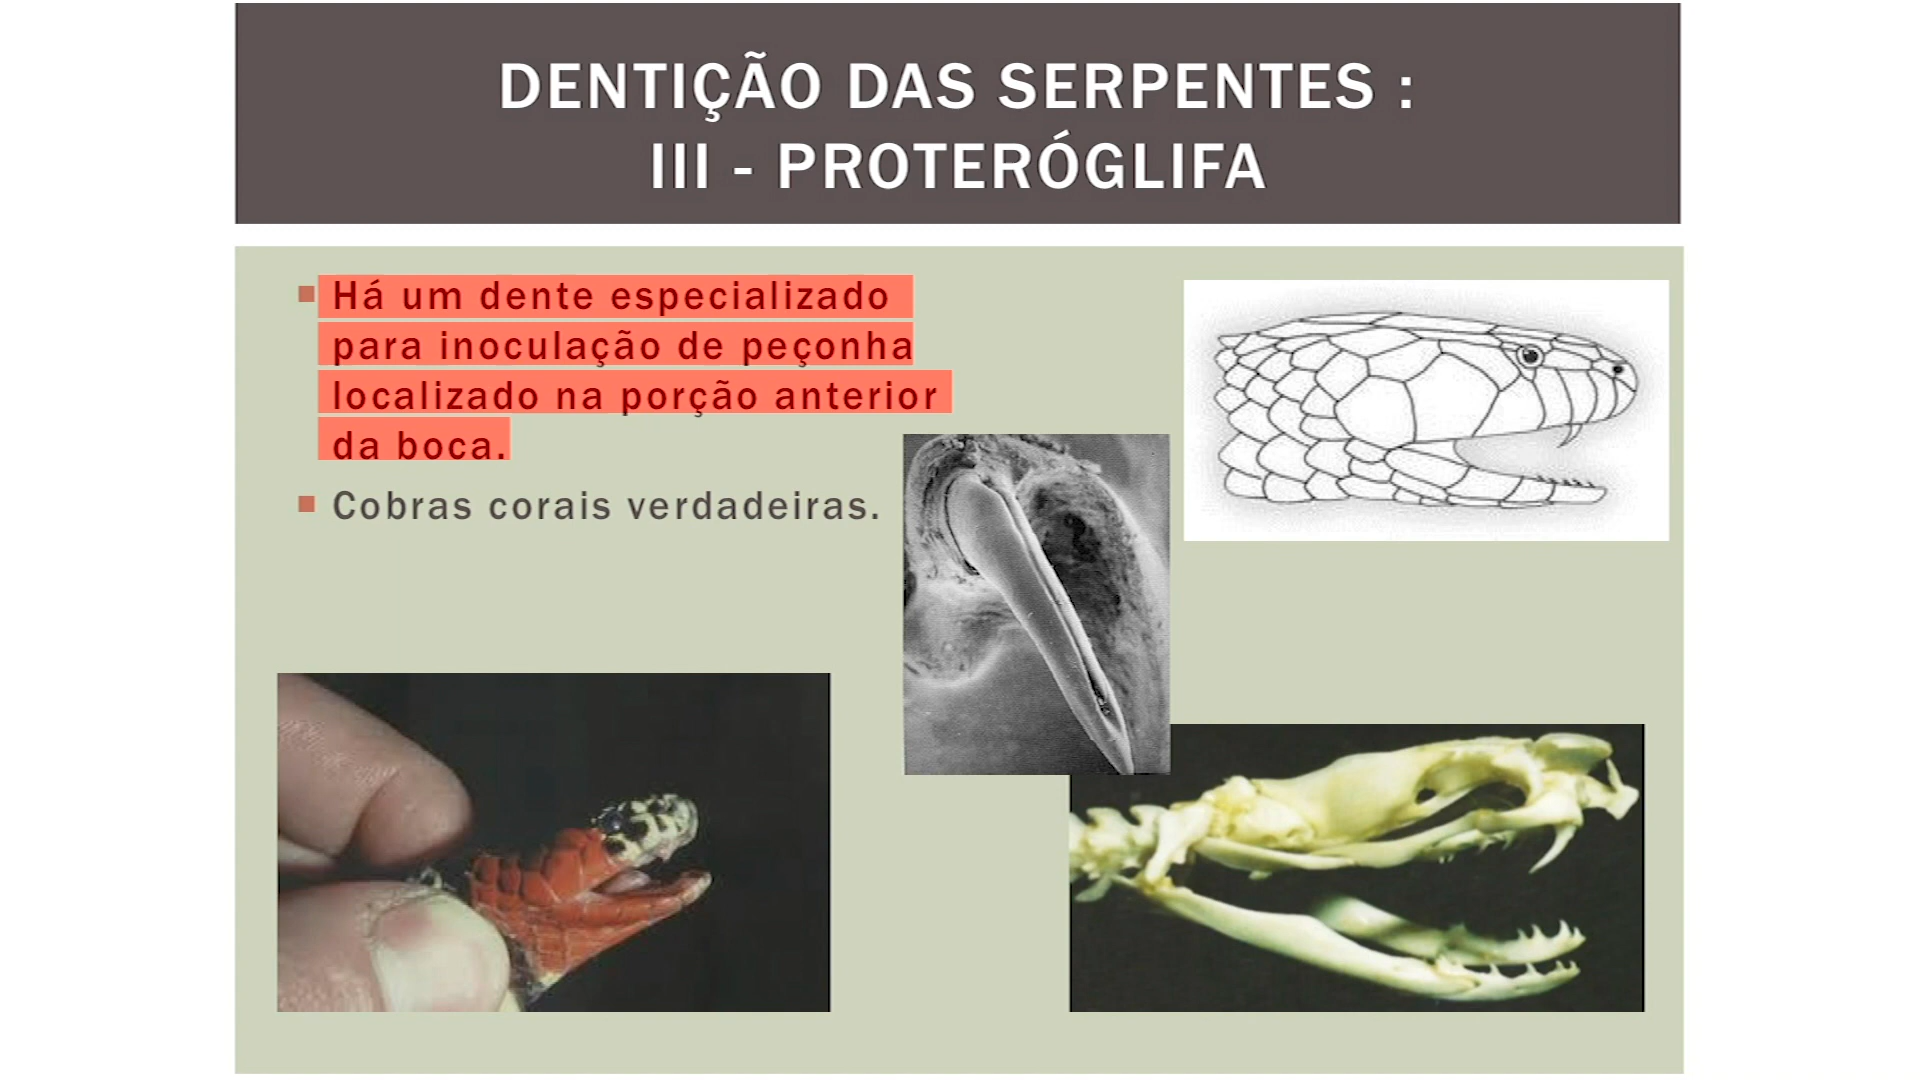 DENTIÇÃO DAS SERPENTES :
III - PROTERÓGLIFA
Há um dente especializado
para inoculação de peçonha
localizado na porção anterior
da boca.
Cobras corais verdadeiras.